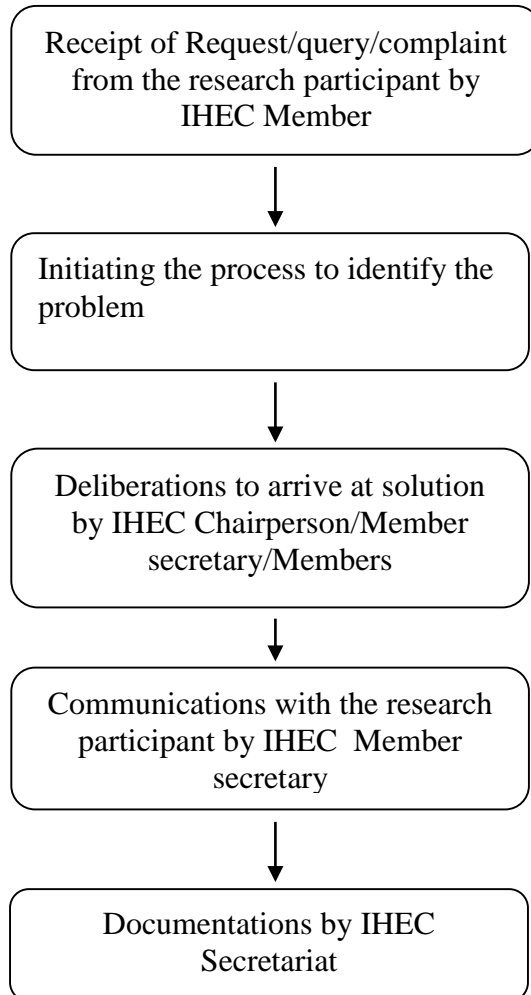 Receipt of Request/query/complaint
from the research participant by
IHEC Member
Initiating the process to identify the
problem
Deliberations to arrive at solution
by IHEC Chairperson/Member
secretary/Members
Communications with the research
participant by IHEC Member
secretary
Documentations by IHEC
Secretariat